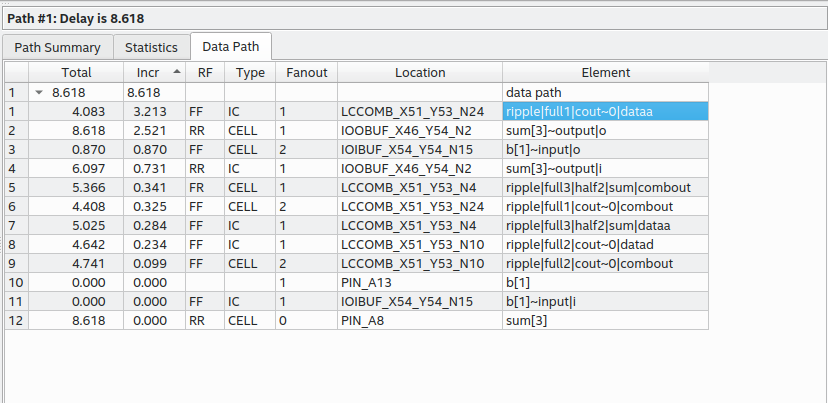 Path #1: Delay is 8.618
Path Summary Statistics Data Path
Total Incr RF Type Fanout Location Element
1 8.618 8.618 data path
1 4.083 3.213 FF IC 1 LCCOMB_X51_Y53_N24 ripple|full1|cout~0|dataa
2 8.618 2.521 RR CELL 1 IOOBUF_X46_Y54_N2 sum[3]~output|o
3 0.870 0.870 FF CELL 2 IOIBUF_X54_Y54_N15 b[1]~input|o
4 6.097 0.731 RR IC 1 IOOBUF_X46_Y54_N2 sum[3]~output|i
5 5.366 0.341 FR CELL 1 LCCOMB_X51_Y53_N4 ripple|full3|half2|sum|combout
6 4.408 0.325 FF CELL 2 LCCOMB_X51_Y53_N24 ripple|full1|cout~0|combout
7 5.025 0.284 FF IC 1 LCCOMB_X51_Y53_N4 ripple|full3|half2|sum|dataa
8 4.642 0.234 FF IC 1 LCCOMB_X51_Y53_N10 ripple|full2|cout~0|datad
9 4.741 0.099 FF CELL 2 LCCOMB_X51_Y53_N10 ripple|full2|cout~0|combout
10 0.000 0.000 1 PIN_A13 b[1]
11 0.000 0.000 FF IC 1 IOIBUF_X54_Y54_N15 b[1]~input|i
12 8.618 0.000 RR CELL 0 PIN_A8 sum[3]